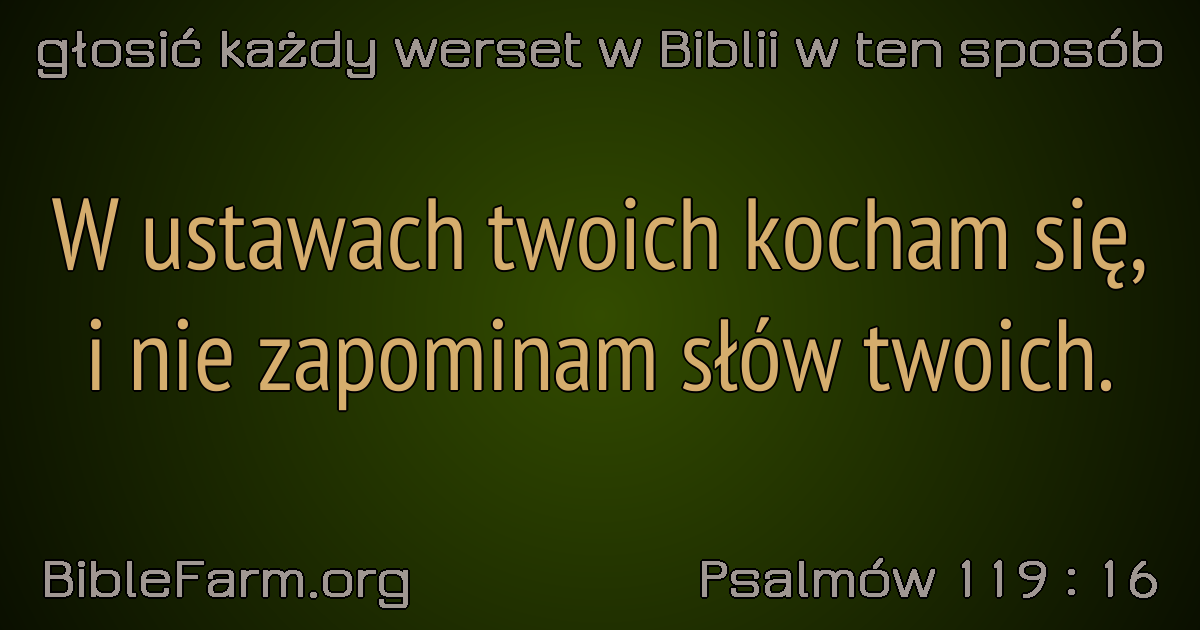 głosić każdy werset w Biblii w ten sposób
W ustawach twoich kocham się,
i nie zapominam słów twoich.
BibleFarm.org
Psalmów 119 : 16